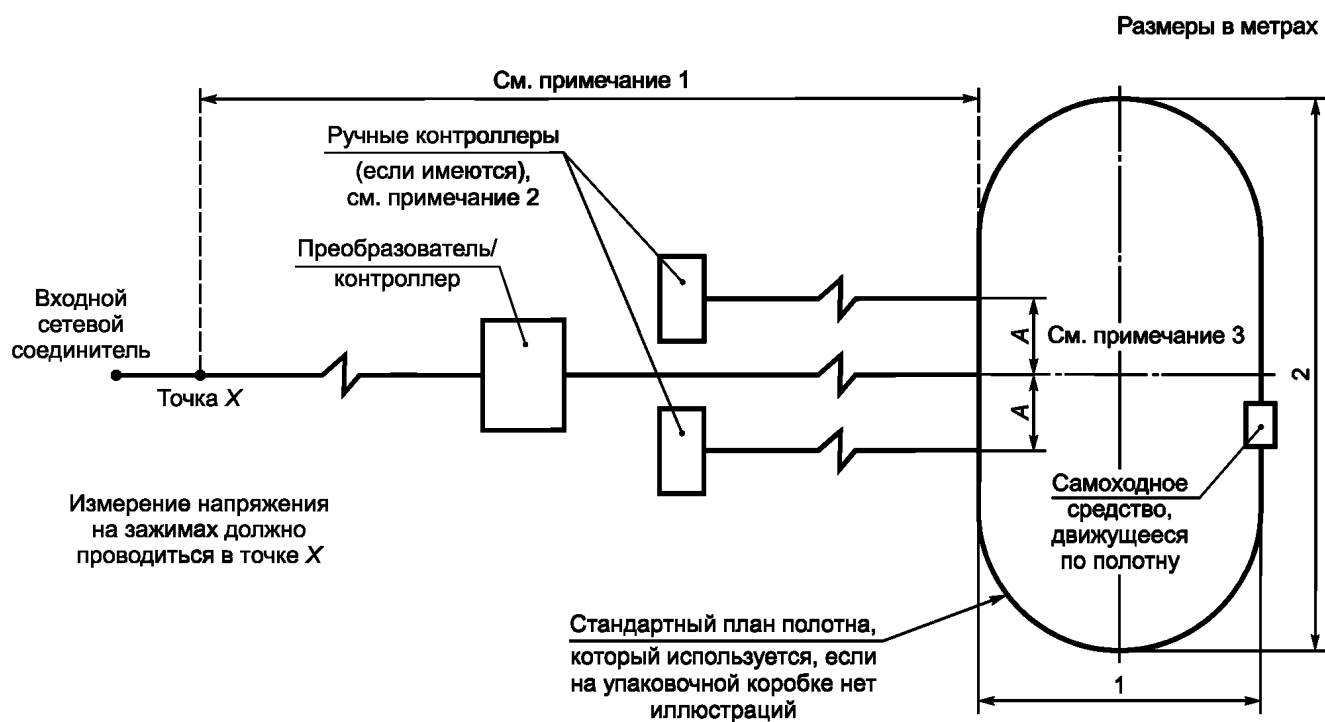 Размеры в метрах
См. примечание 1
Ручные контроллеры
(если имеются),
см. примечание 2
Преобразователь/
контроллер
Входной
сетевой
соединитель
Точка X
A
См. примечание 3
A
2
Измерение напряжения
на зажимах должно
проводиться в точке X
Самоходное
средство,
движущееся
по полотну
Стандартный план полотна,
который используется, если
на упаковочной коробке нет
иллюстраций
1